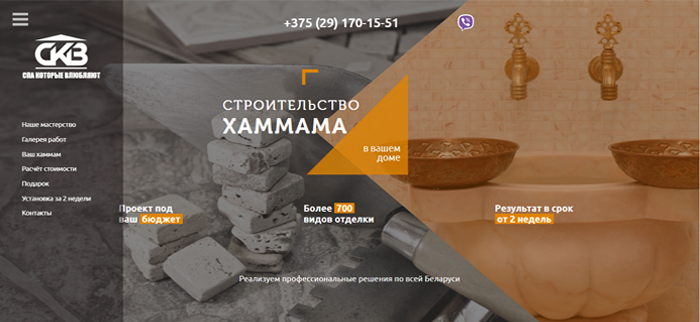 +375 (29) 170-15-51
СКВ
СПА КОТОРЫЕ ВЛЮБЛЯЮТ
СТРОИТЕЛЬСТВО
ХАММАМА
в вашем
доме
Наше мастерство
Галерея работ
Ваш хаммам
Расчёт стоимости
Подарок
Установка за 2 недели
Контакты
Проект под
ваш бюджет
Более 700
видов отделки
Результат в срок
от 2 недель
Реализуем профессиональные решения по всей Беларуси